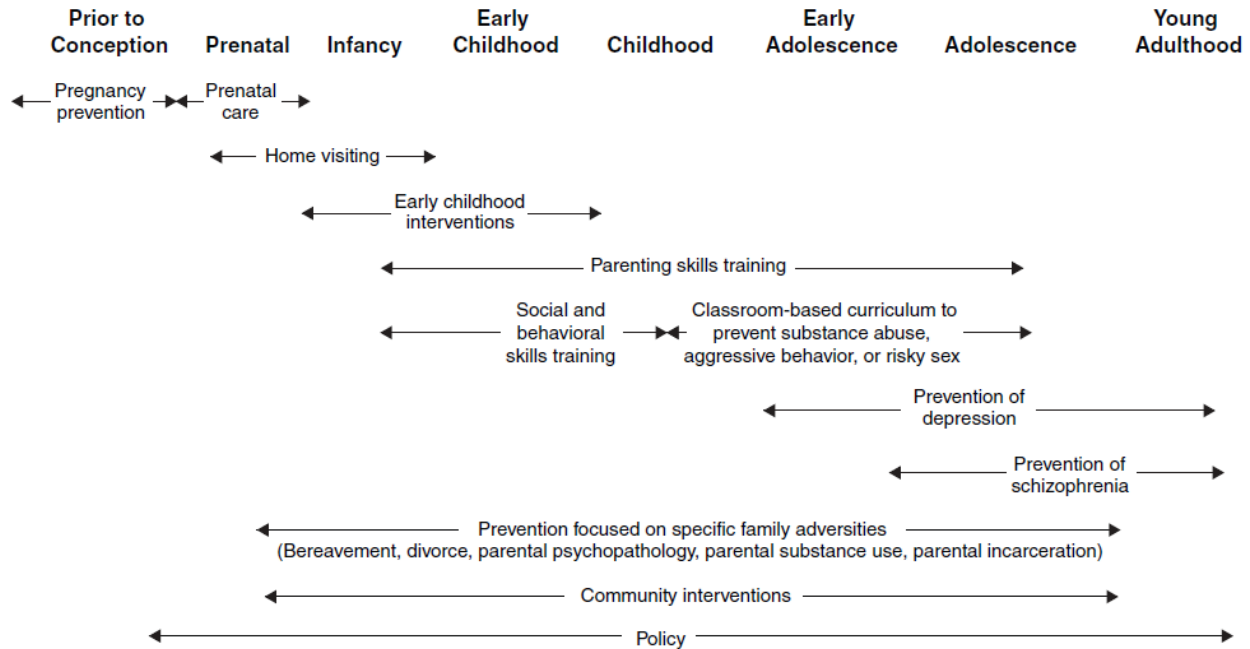 Prior to
Conception
Prenatal
Infancy
Early
Childhood
Childhood
Early
Adolescence
Adolescence
Young
Adulthood
Pregnancy
prevention
Prenatal
care
Home visiting
Early childhood
interventions
Parenting skills training
Social and
behavioral
skills training
Classroom-based curriculum to
prevent substance abuse,
aggressive behavior, or risky sex
Prevention of
depression
Prevention of
schizophrenia
Prevention focused on specific family adversities
(Bereavement, divorce, parental psychopathology, parental substance use, parental incarceration)
Community interventions
Policy